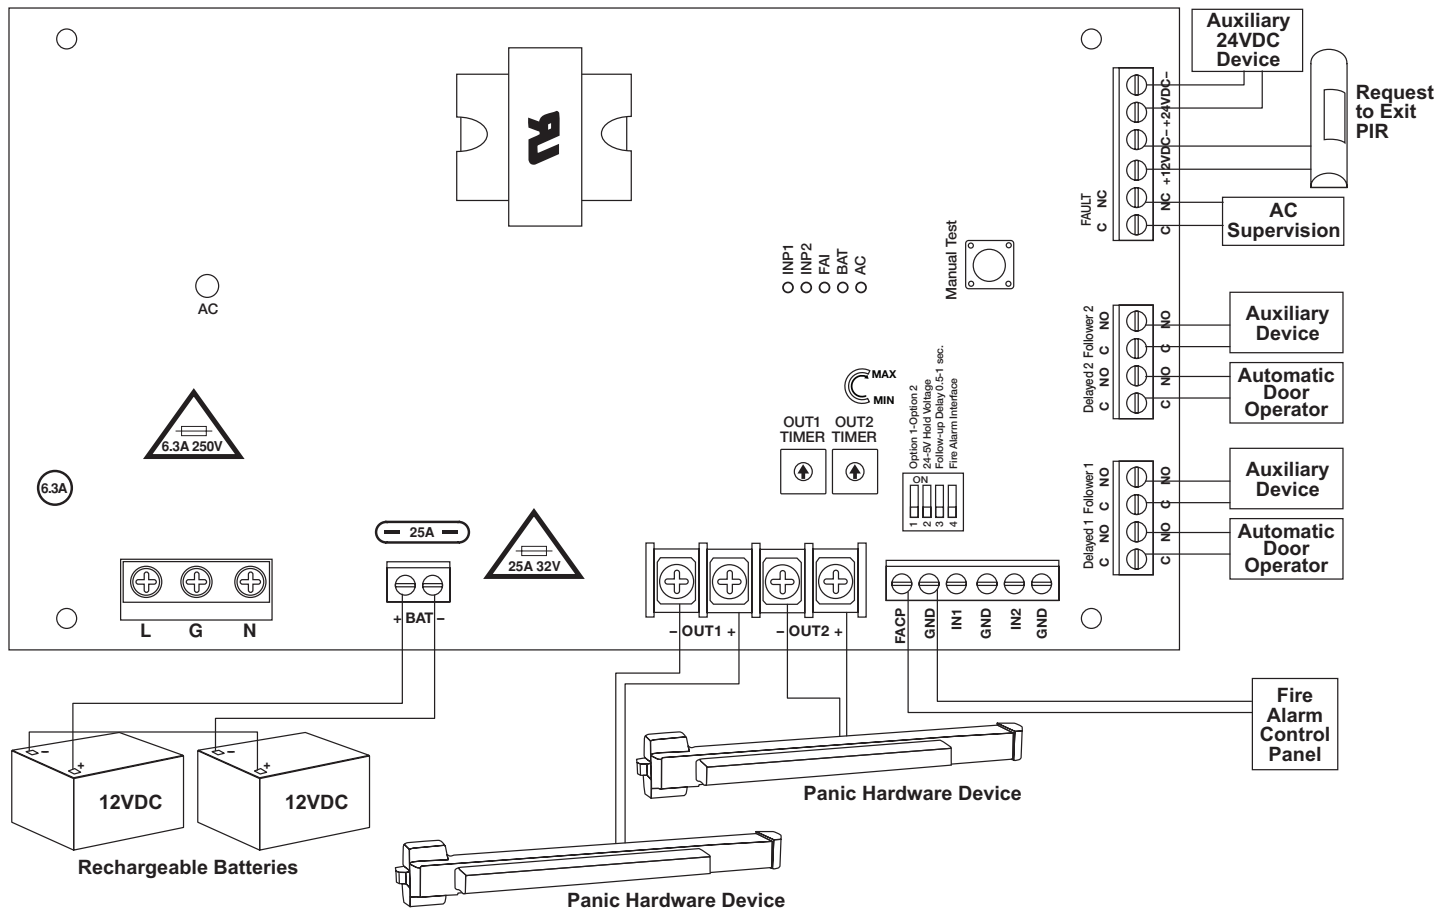 Auxiliary
24VDC
Device
Request
to Exit
PIR
+24VDC–
+12VDC–
FAULT
C NC
C NC
AC
Supervision
INP1
INP2
FAI
BAT
AC
Manual Test
AC
Delayed 2 Follower 2
C NO C NO
C NO C NO
Auxiliary
Device
Automatic
Door
Operator
MAX
MIN
OUT1
TIMER
OUT2
TIMER
Option 1-Option 2
24-5V Hold Voltage
Follow-up Delay 0.5-1 sec.
Fire Alarm Interface
ON
1 2 3 4
6.3A 250V
6.3A
25A
25A 32V
Delayed 1 Follower 1
C NO C NO
C NO C NO
Auxiliary
Device
Automatic
Door
Operator
L G N
+ BAT –
– OUT1 +
– OUT2 +
FACP
GND
IN1
GND
IN2
GND
Fire
Alarm
Control
Panel
–
+
–
+
12VDC
12VDC
Rechargeable Batteries
Panic Hardware Device
Panic Hardware Device